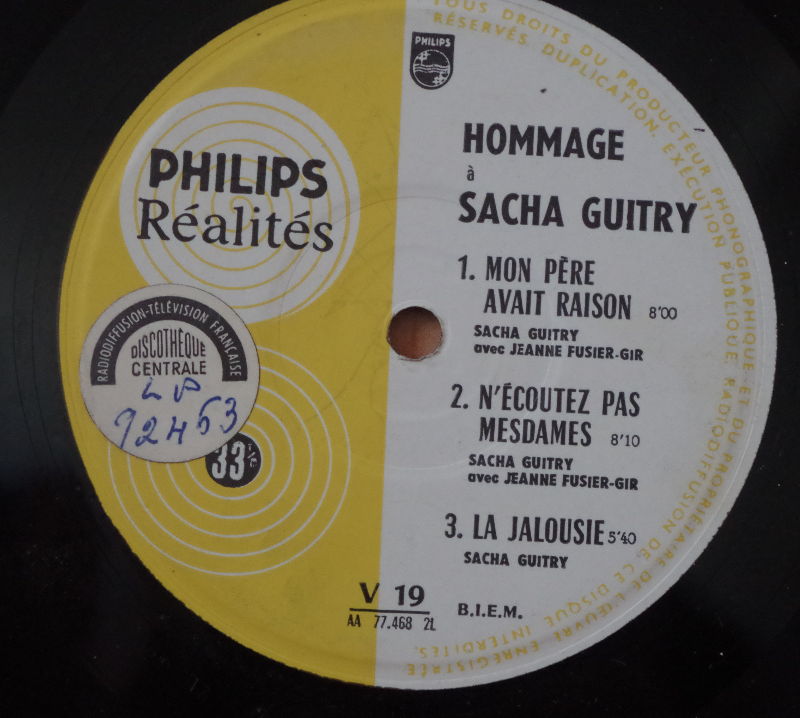 TOUS DROITS DU PRODUCTEUR PHONOGRAPHIQUE ET DU PROPRIÉTAIRE DE L'ŒUVRE ENREGISTRÉE
RÉSERVÉS. DUPLICATION, EXÉCUTION PUBLIQUE, RADIODIFFUSION DE CE DISQUE INTERDITES.
PHILIPS
PHILIPS
Réalités
HOMMAGE
à
SACHA GUITRY
1. MON PÈRE
AVAIT RAISON 8'00
SACHA GUITRY
avec JEANNE FUSIER-GIR
2. N'ÉCOUTEZ PAS
MESDAMES 8'10
SACHA GUITRY
avec JEANNE FUSIER-GIR
3. LA JALOUSIE 5'40
SACHA GUITRY
RADIODIFFUSION-TÉLÉVISION FRANÇAISE
DISCOTHÈQUE
CENTRALE
LP
92453
33
V 19
AA 77.468 2L
B.I.E.M.